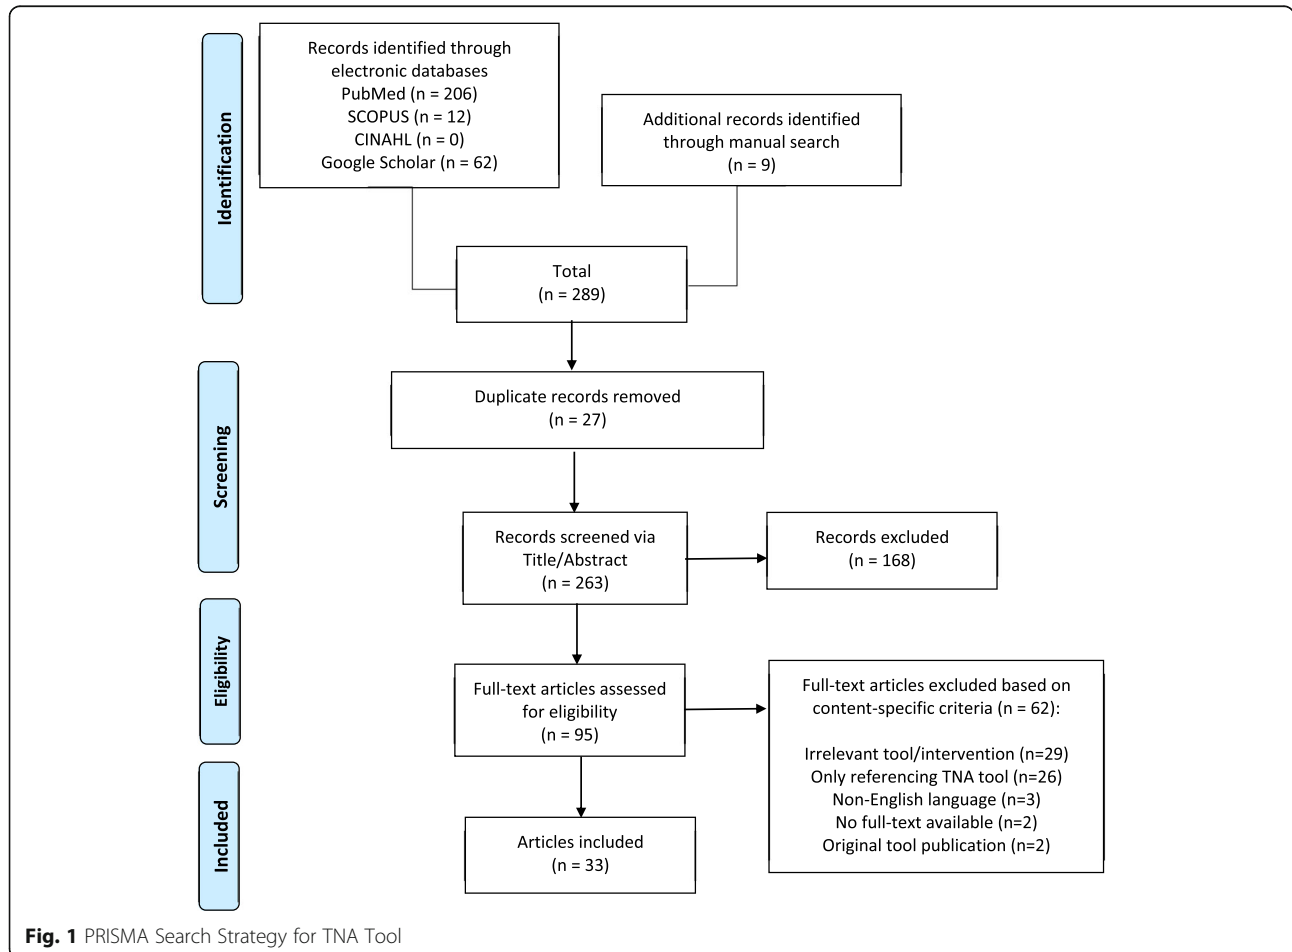 Identification
Records identified through
electronic databases
PubMed (n = 206)
SCOPUS (n = 12)
CINAHL (n = 0)
Google Scholar (n = 62)
Additional records identified
through manual search
(n = 9)
Total
(n = 289)
Screening
Duplicate records removed
(n = 27)
Records screened via
Title/Abstract
(n = 263)
Records excluded
(n = 168)
Eligibility
Full-text articles assessed
for eligibility
(n = 95)
Full-text articles excluded based on
content-specific criteria (n = 62):
Irrelevant tool/intervention (n=29)
Only referencing TNA tool (n=26)
Non-English language (n=3)
No full-text available (n=2)
Original tool publication (n=2)
Included
Articles included
(n = 33)
Fig. 1 PRISMA Search Strategy for TNA Tool